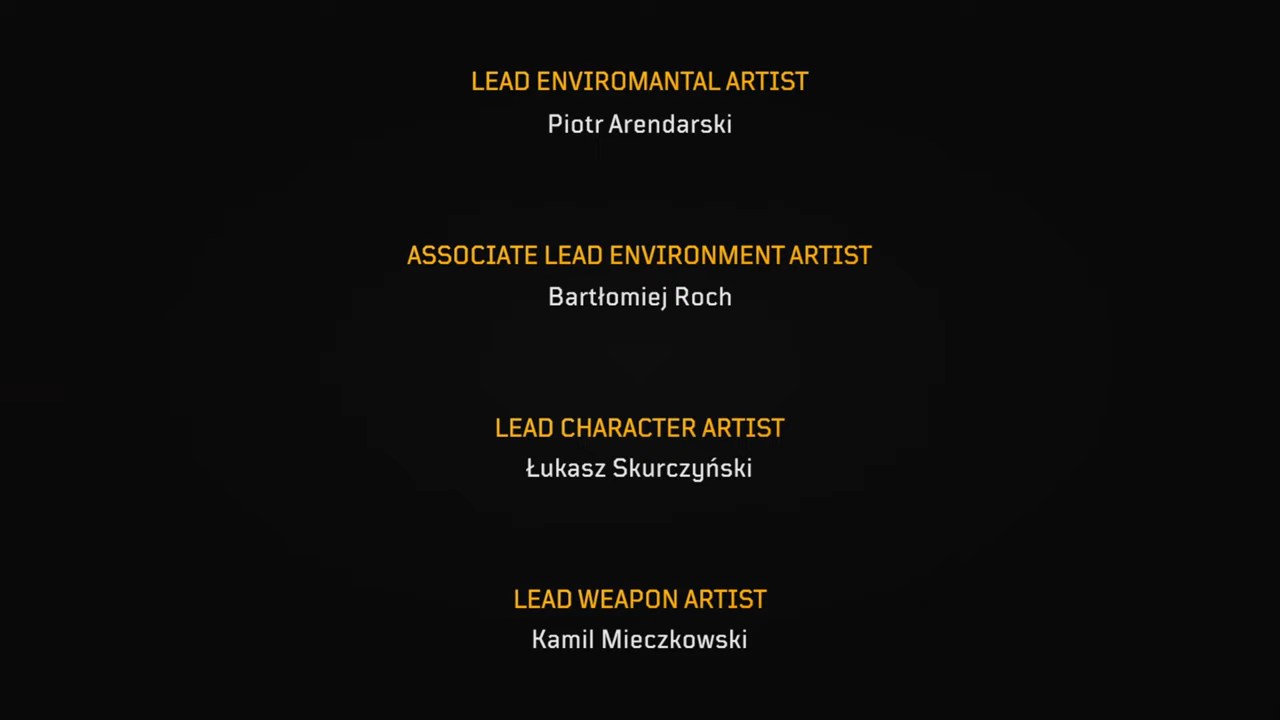 LEAD ENVIROMANTAL ARTIST
Piotr Arendarski
ASSOCIATE LEAD ENVIRONMENT ARTIST
Bartłomiej Roch
LEAD CHARACTER ARTIST
Łukasz Skurczyński
LEAD WEAPON ARTIST
Kamil Mieczkowski